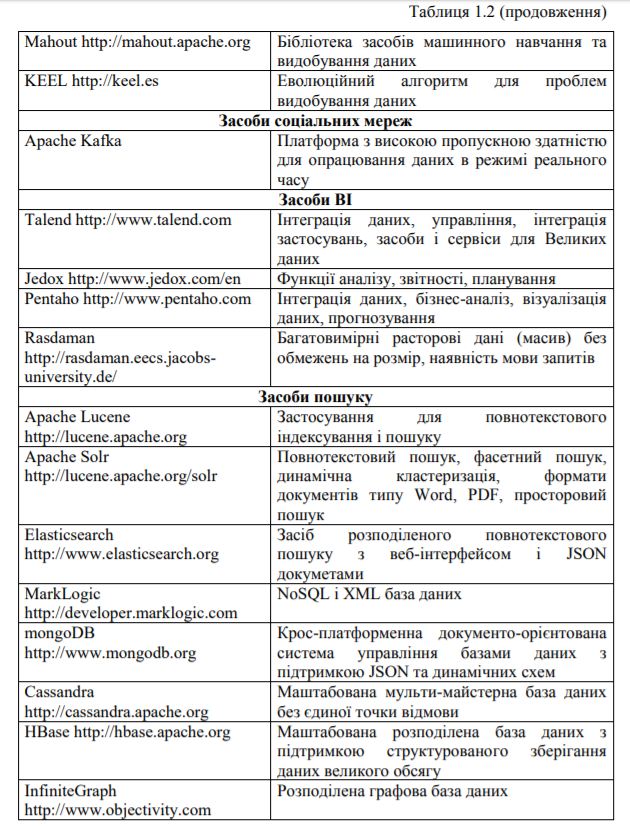 Таблиця 1.2 (продовження)
Mahout http://mahout.apache.org
Бібліотека засобів машинного навчання та
видобування даних
KEEL http://keel.es
Еволюційний алгоритм для проблем
видобування даних
Засоби соціальних мереж
Apache Kafka
Платформа з високою пропускною здатністю
для опрацювання даних в режимі реального
часу
Засоби BI
Talend http://www.talend.com
Інтеграція даних, управління, інтеграція
застосувань, засоби і сервіси для Великих
даних
Jedox http://www.jedox.com/en
Функції аналізу, звітності, планування
Pentaho http://www.pentaho.com
Інтеграція даних, бізнес-аналіз, візуалізація
даних, прогнозування
Rasdaman
http://rasdaman.eecs.jacobs-
university.de/
Багатовимірні расторові дані (масив) без
обмежень на розмір, наявність мови запитів
Засоби пошуку
Apache Lucene
http://lucene.apache.org
Застосування для повнотекстового
індексування і пошуку
Apache Solr
http://lucene.apache.org/solr
Повнотекстовий пошук, фасетний пошук,
динамічна кластеризація, формати
документів типу Word, PDF, просторовий
пошук
Elasticsearch
http://www.elasticsearch.org
Засіб розподіленого повнотекстового
пошуку з веб-інтерфейсом і JSON
докуметами
MarkLogic
http://developer.marklogic.com
NoSQL і XML база даних
mongoDB
http://www.mongodb.org
Крос-платформенна документо-орієнтована
система управління базами даних з
підтримкою JSON та динамічних схем
Cassandra
http://cassandra.apache.org
Маштабована мульти-майстерна база даних
без єдиної точки відмови
HBase http://hbase.apache.org
Маштабована розподілена база даних з
підтримкою структурованого зберігання
даних великого обсягу
InfiniteGraph
http://www.objectivity.com
Розподілена графова база даних